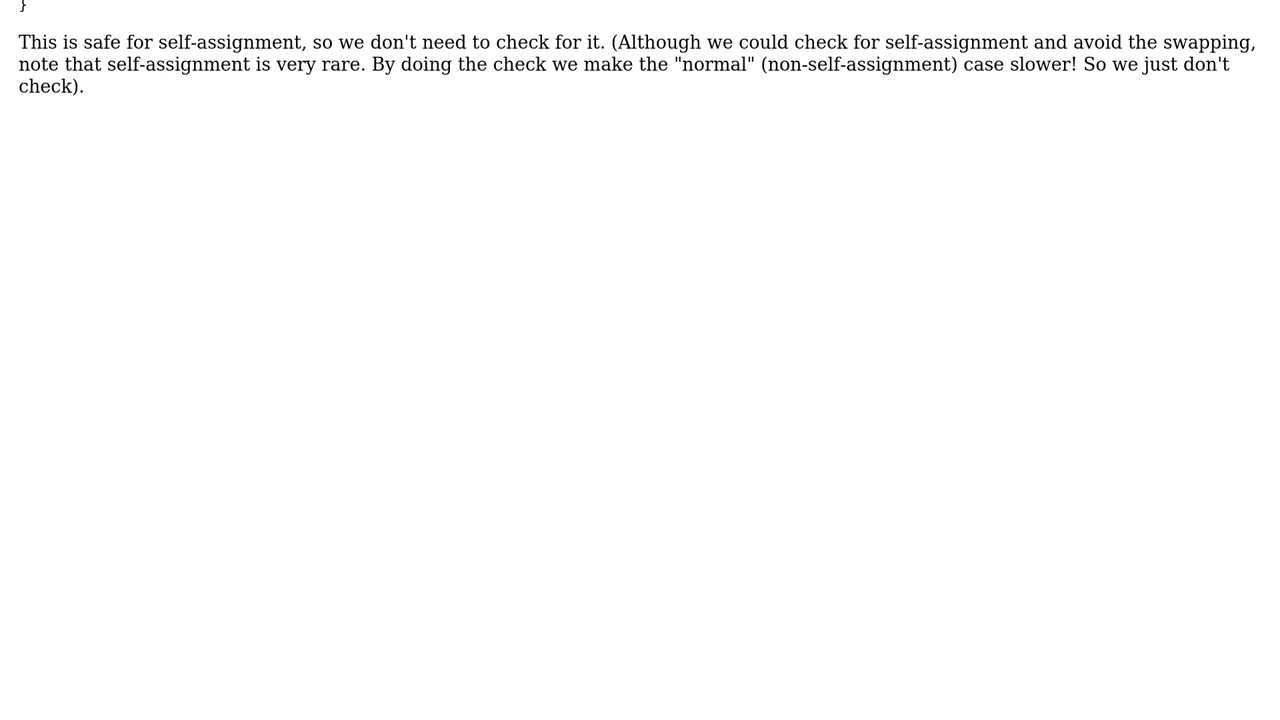 }
This is safe for self-assignment, so we don't need to check for it. (Although we could check for self-assignment and avoid the swapping,
note that self-assignment is very rare. By doing the check we make the "normal" (non-self-assignment) case slower! So we just don't
check).